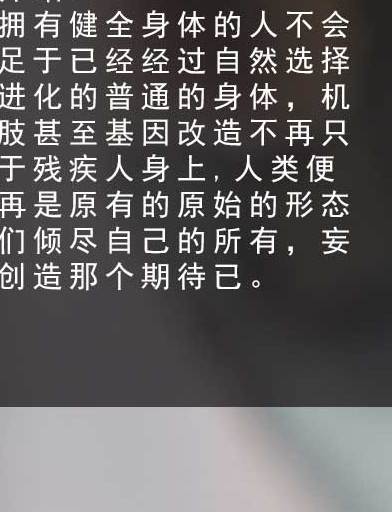 拥有健全身体的人不会
足于已经经过自然选择
进化的普通的身体，机
肢甚至基因改造不再只
于残疾人身上,人类便
再是原有的原始的形态
们倾尽自己的所有，妄
创造那个期待已。